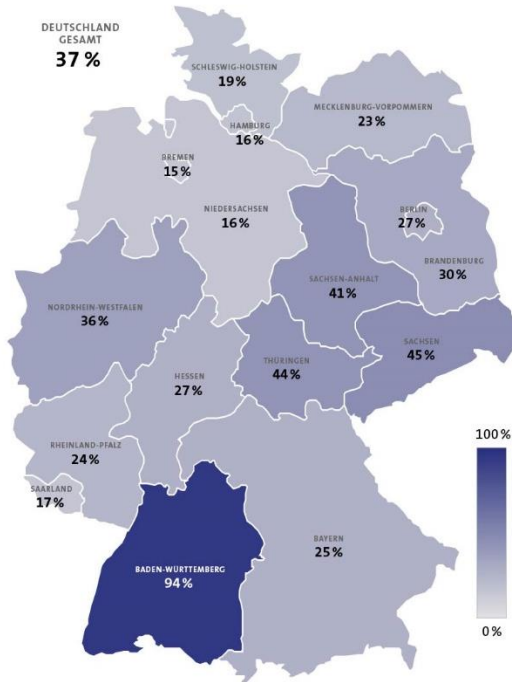 DEUTSCHLAND
GESAMT
37 %
SCHLESWIG-HOLSTEIN
19 %
MECKLENBURG-VORPOMMERN
23 %
HAMBURG
16 %
BREMEN
15 %
NIEDERSACHSEN
16 %
BERLIN
27 %
BRANDENBURG
30 %
SACHSEN-ANHALT
41 %
NORDRHEIN-WESTFALEN
36 %
SACHSEN
45 %
THÜRINGEN
44 %
HESSEN
27 %
RHEINLAND-PFALZ
24 %
SAARLAND
17 %
BAYERN
25 %
BADEN-WÜRTTEMBERG
94 %
100 %
0 %